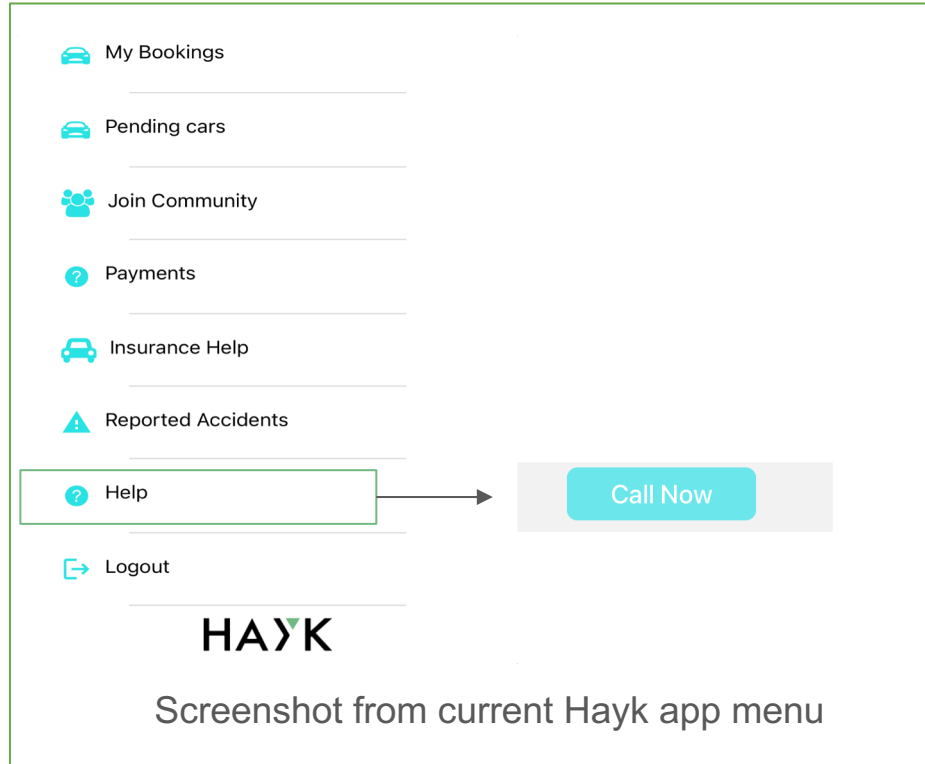 My Bookings
Pending cars
Join Community
Payments
Insurance Help
Reported Accidents
Help
Call Now
Logout
HAYK
Screenshot from current Hayk app menu